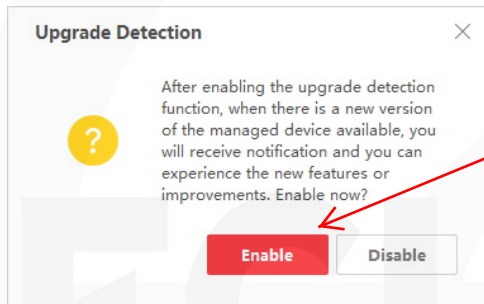 Upgrade Detection
After enabling the upgrade detection
function, when there is a new version
of the managed device available, you
will receive notification and you can
experience the new features or
improvements. Enable now?
Enable
Disable